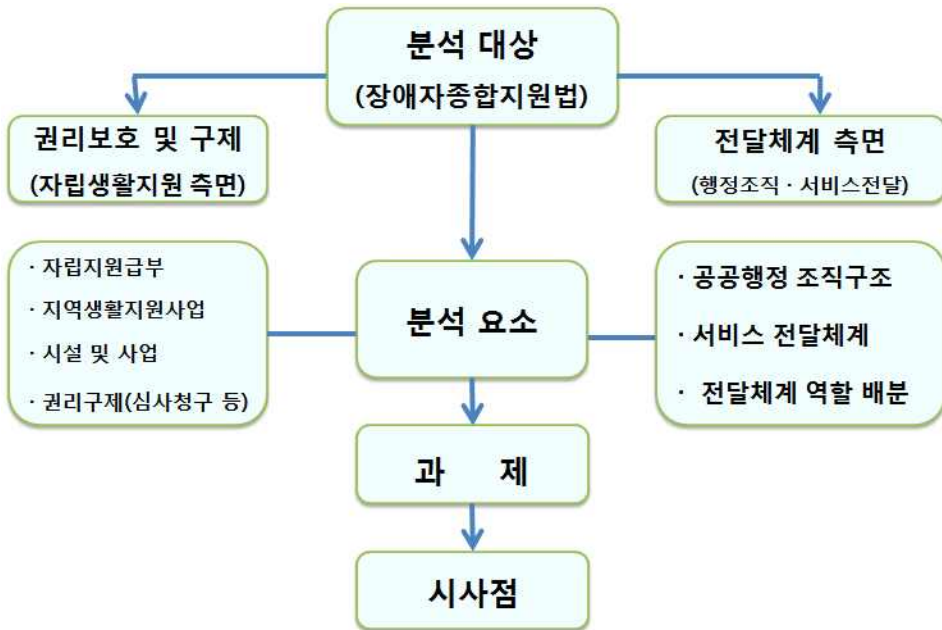 분석 대상
(장애자종합지원법)
권리보호 및 구제
(자립생활지원 측면)
전달체계 측면
(행정조직 · 서비스전달)
· 자립지원급부
· 지역생활지원사업
· 시설 및 사업
· 권리구제(심사청구 등)
분석 요소
· 공공행정 조직구조
· 서비스 전달체계
· 전달체계 역할 배분
과 제
시사점